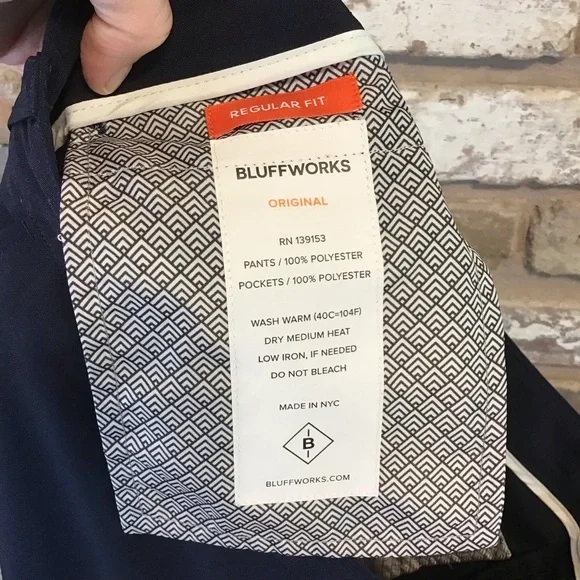 REGULAR FIT
BLUFFWORKS
ORIGINAL
RN 139153
PANTS / 100% POLYESTER
POCKETS / 100% POLYESTER
WASH WARM (40C=104F)
DRY MEDIUM HEAT
LOW IRON, IF NEEDED
DO NOT BLEACH
MADE IN NYC
B
BLUFFWORKS.COM